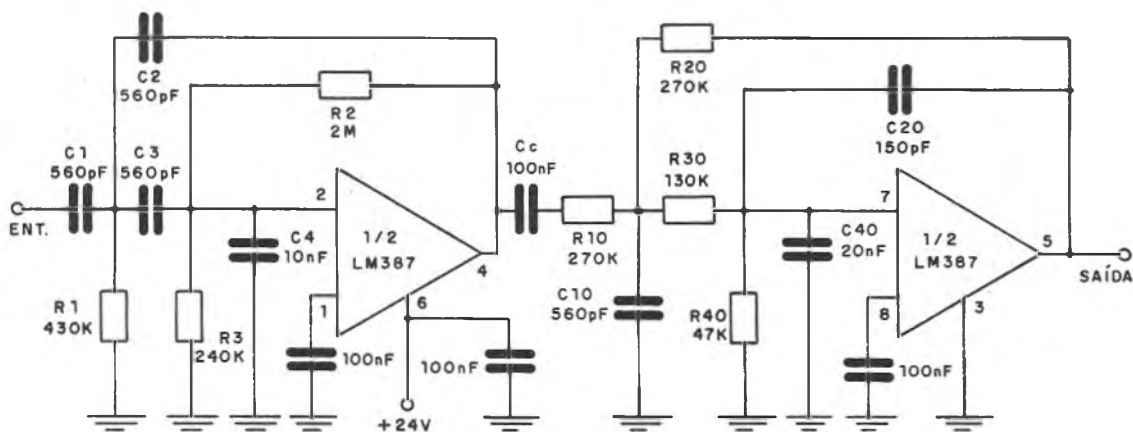 C2
560pF
R2
2M
C1
560pF
C3
560pF
ENT.
R1
430K
R3
240K
C4
10nF
2
1/2
LM387
4
1
6
100nF
100nF
+24V
Cc
100nF
R10
270K
C10
560pF
R20
270K
R30
130K
C20
150pF
R40
47K
C40
20nF
7
1/2
LM387
5
8
3
100nF
SAÍDA